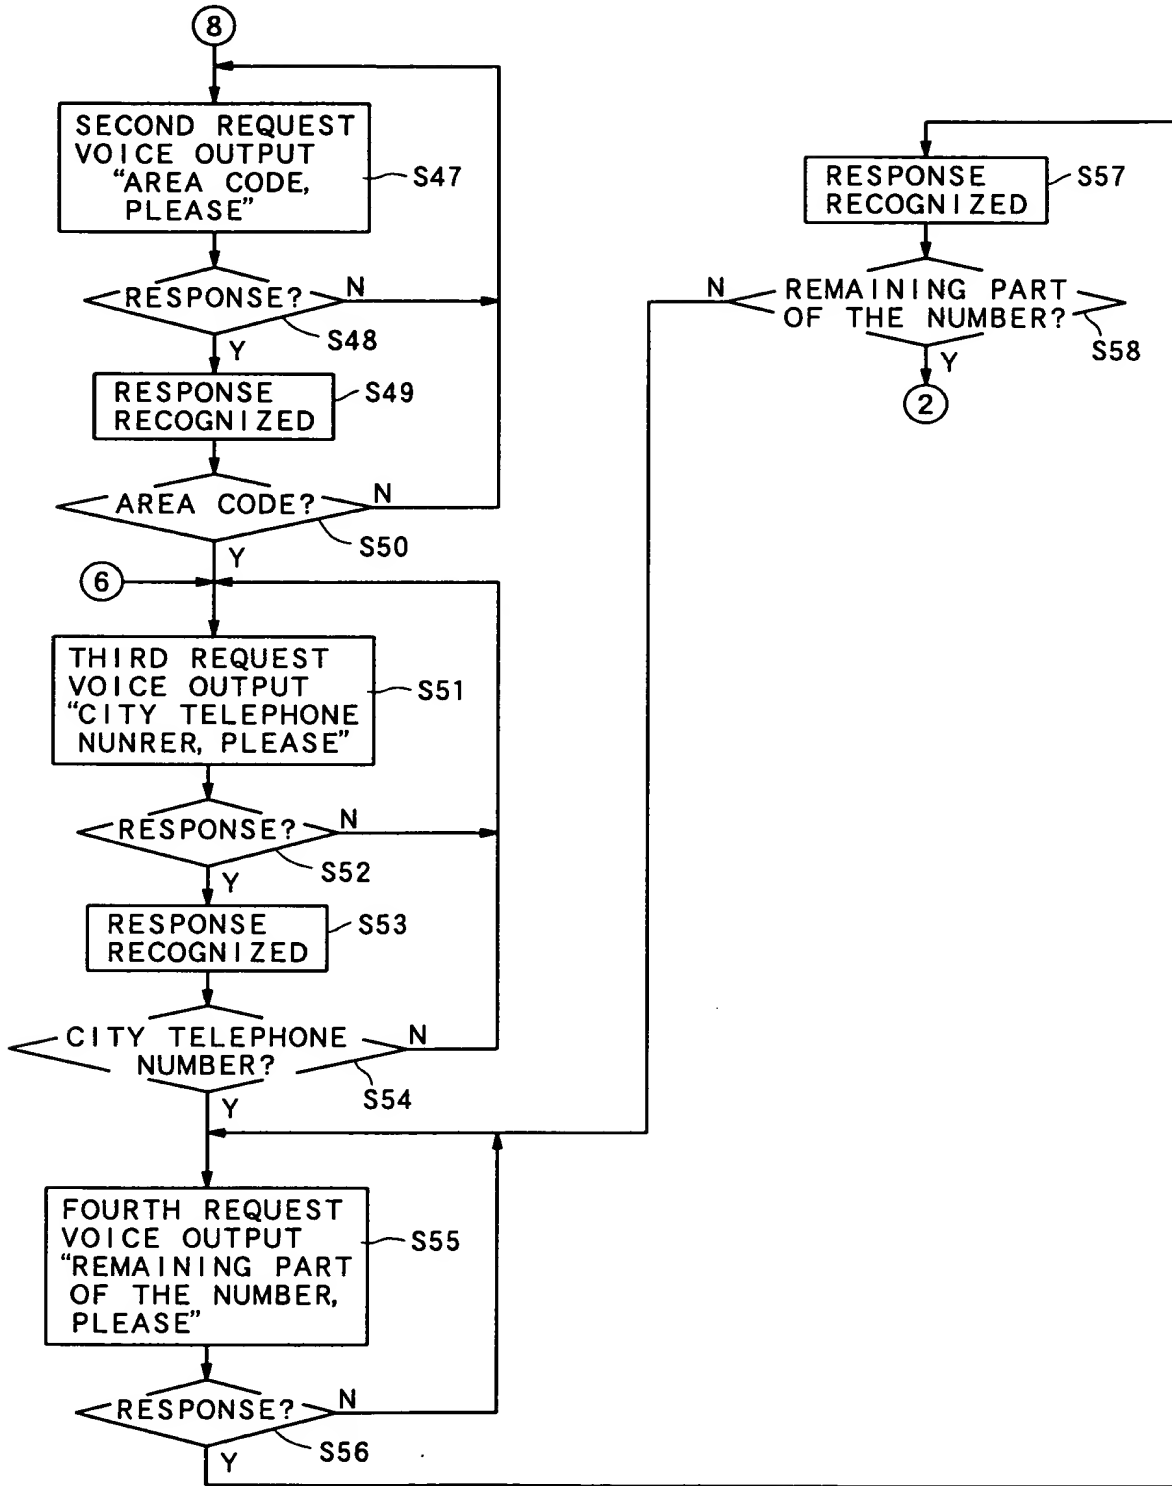 8
SECOND REQUEST
VOICE OUTPUT
“AREA CODE,
PLEASE”
S47
RESPONSE?
N
S48
Y
RESPONSE
RECOGNIZED
S49
AREA CODE?
N
S50
Y
6
THIRD REQUEST
VOICE OUTPUT
“CITY TELEPHONE
NUNRER, PLEASE”
S51
RESPONSE?
N
S52
Y
RESPONSE
RECOGNIZED
S53
CITY TELEPHONE
NUMBER?
N
S54
Y
FOURTH REQUEST
VOICE OUTPUT
“REMAINING PART
OF THE NUMBER,
PLEASE”
S55
RESPONSE?
N
S56
Y
RESPONSE
RECOGNIZED
S57
N
REMAINING PART
OF THE NUMBER?
S58
Y
2